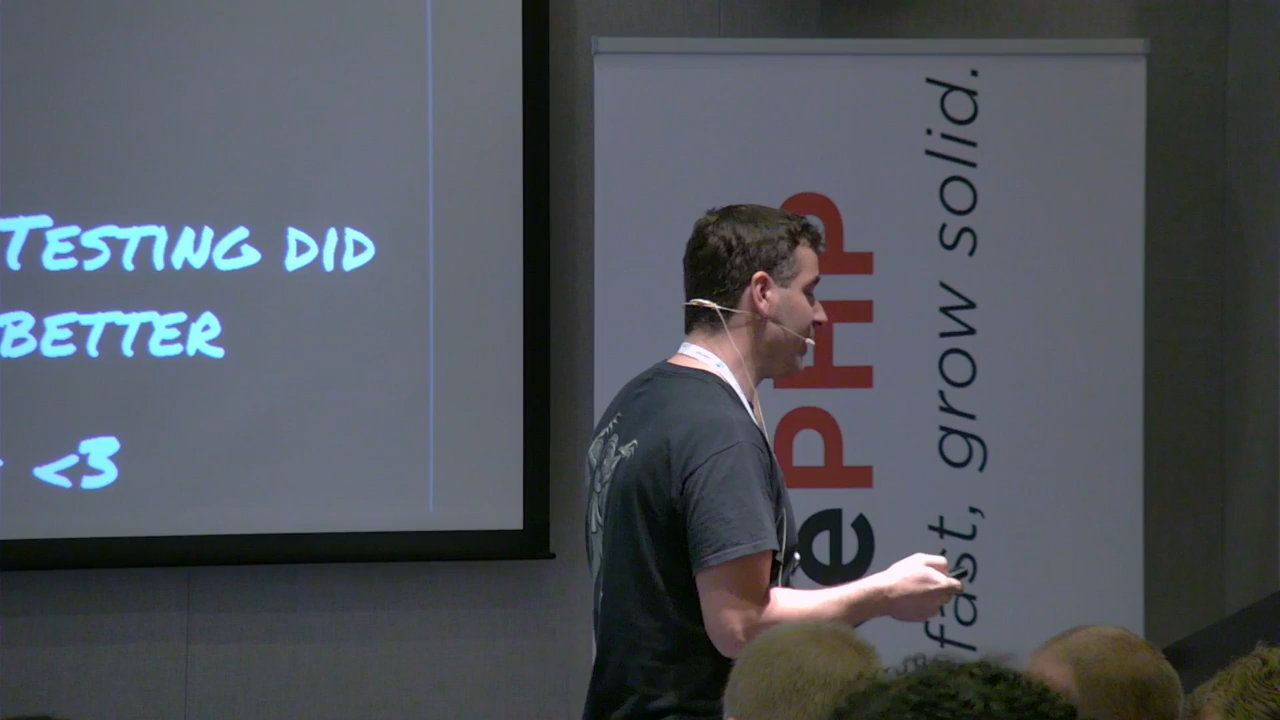 TESTING DID
BETTER
<3
ePHP
fast, grow solid.